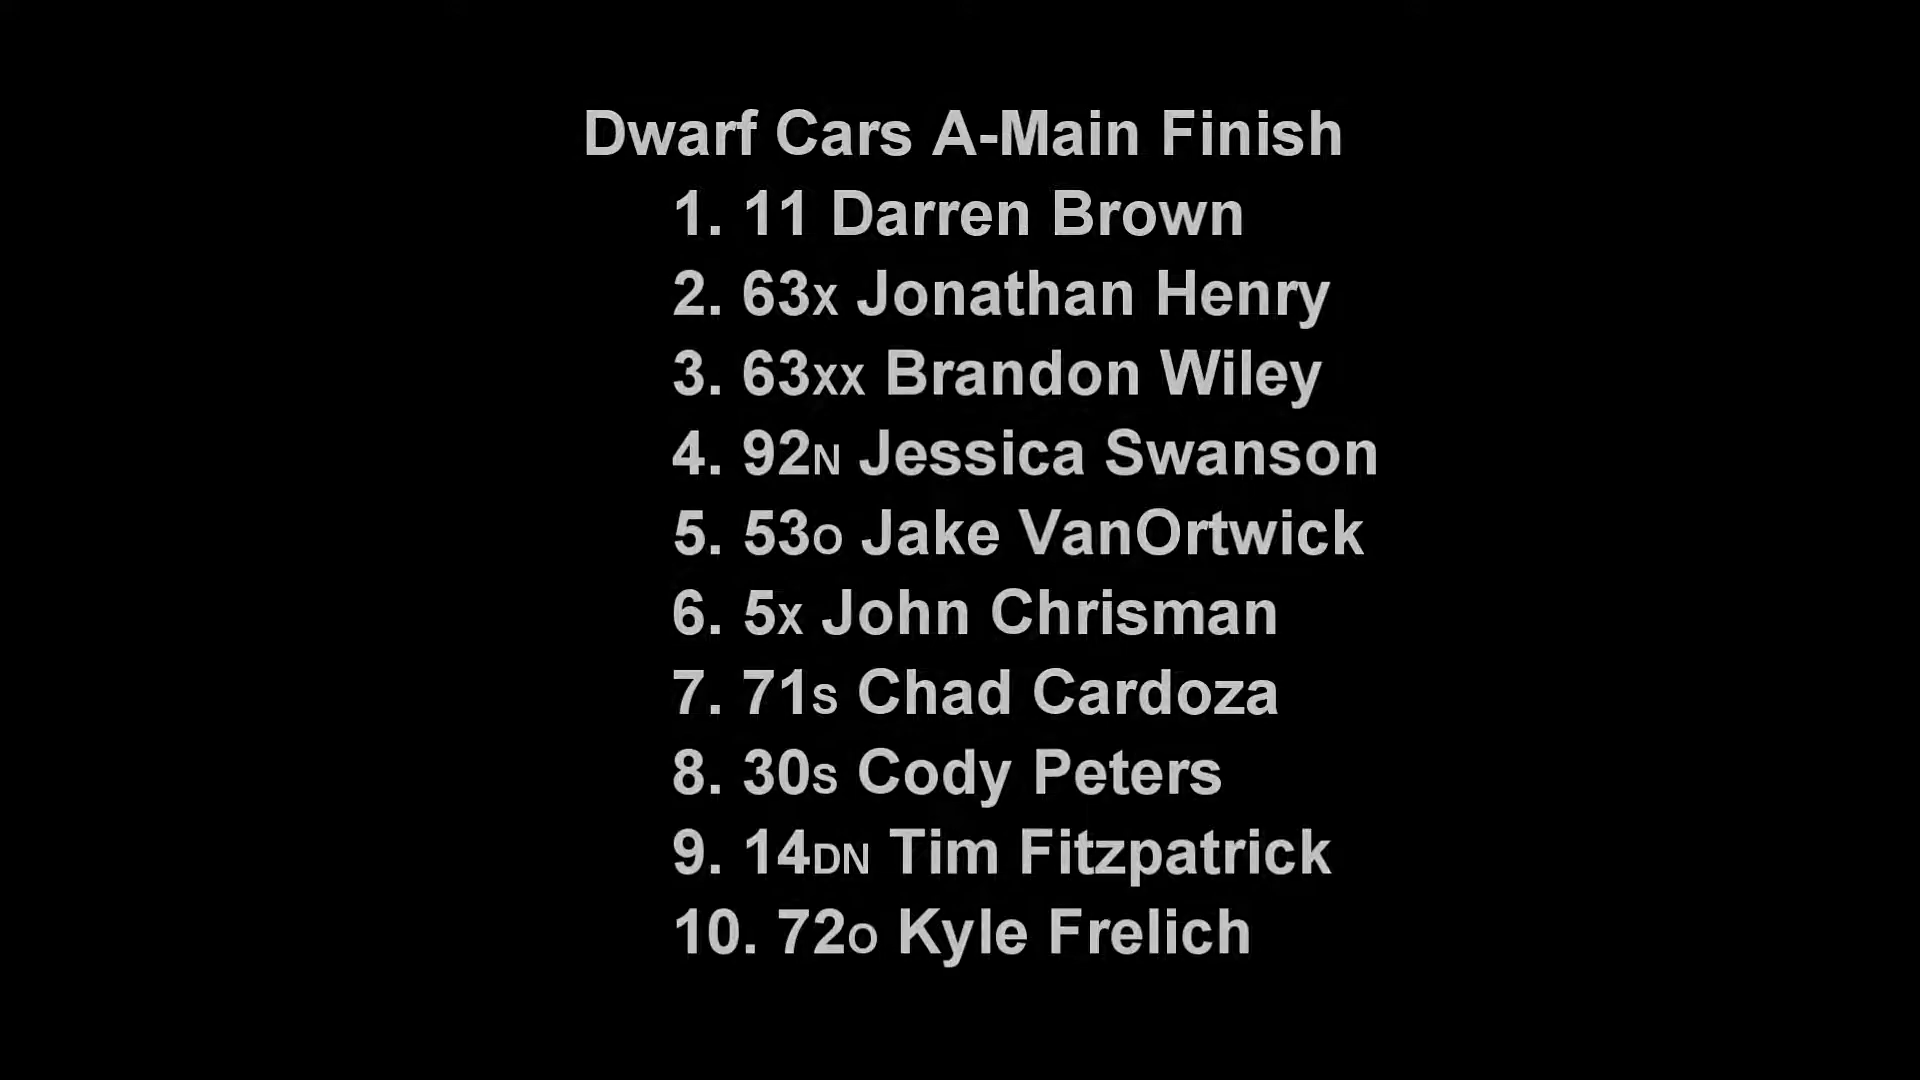 Dwarf Cars A-Main Finish
1. 11 Darren Brown
2. 63x Jonathan Henry
3. 63xx Brandon Wiley
4. 92N Jessica Swanson
5. 53O Jake VanOrtwick
6. 5x John Chrisman
7. 71s Chad Cardoza
8. 30s Cody Peters
9. 14DN Tim Fitzpatrick
10. 72O Kyle Frelich